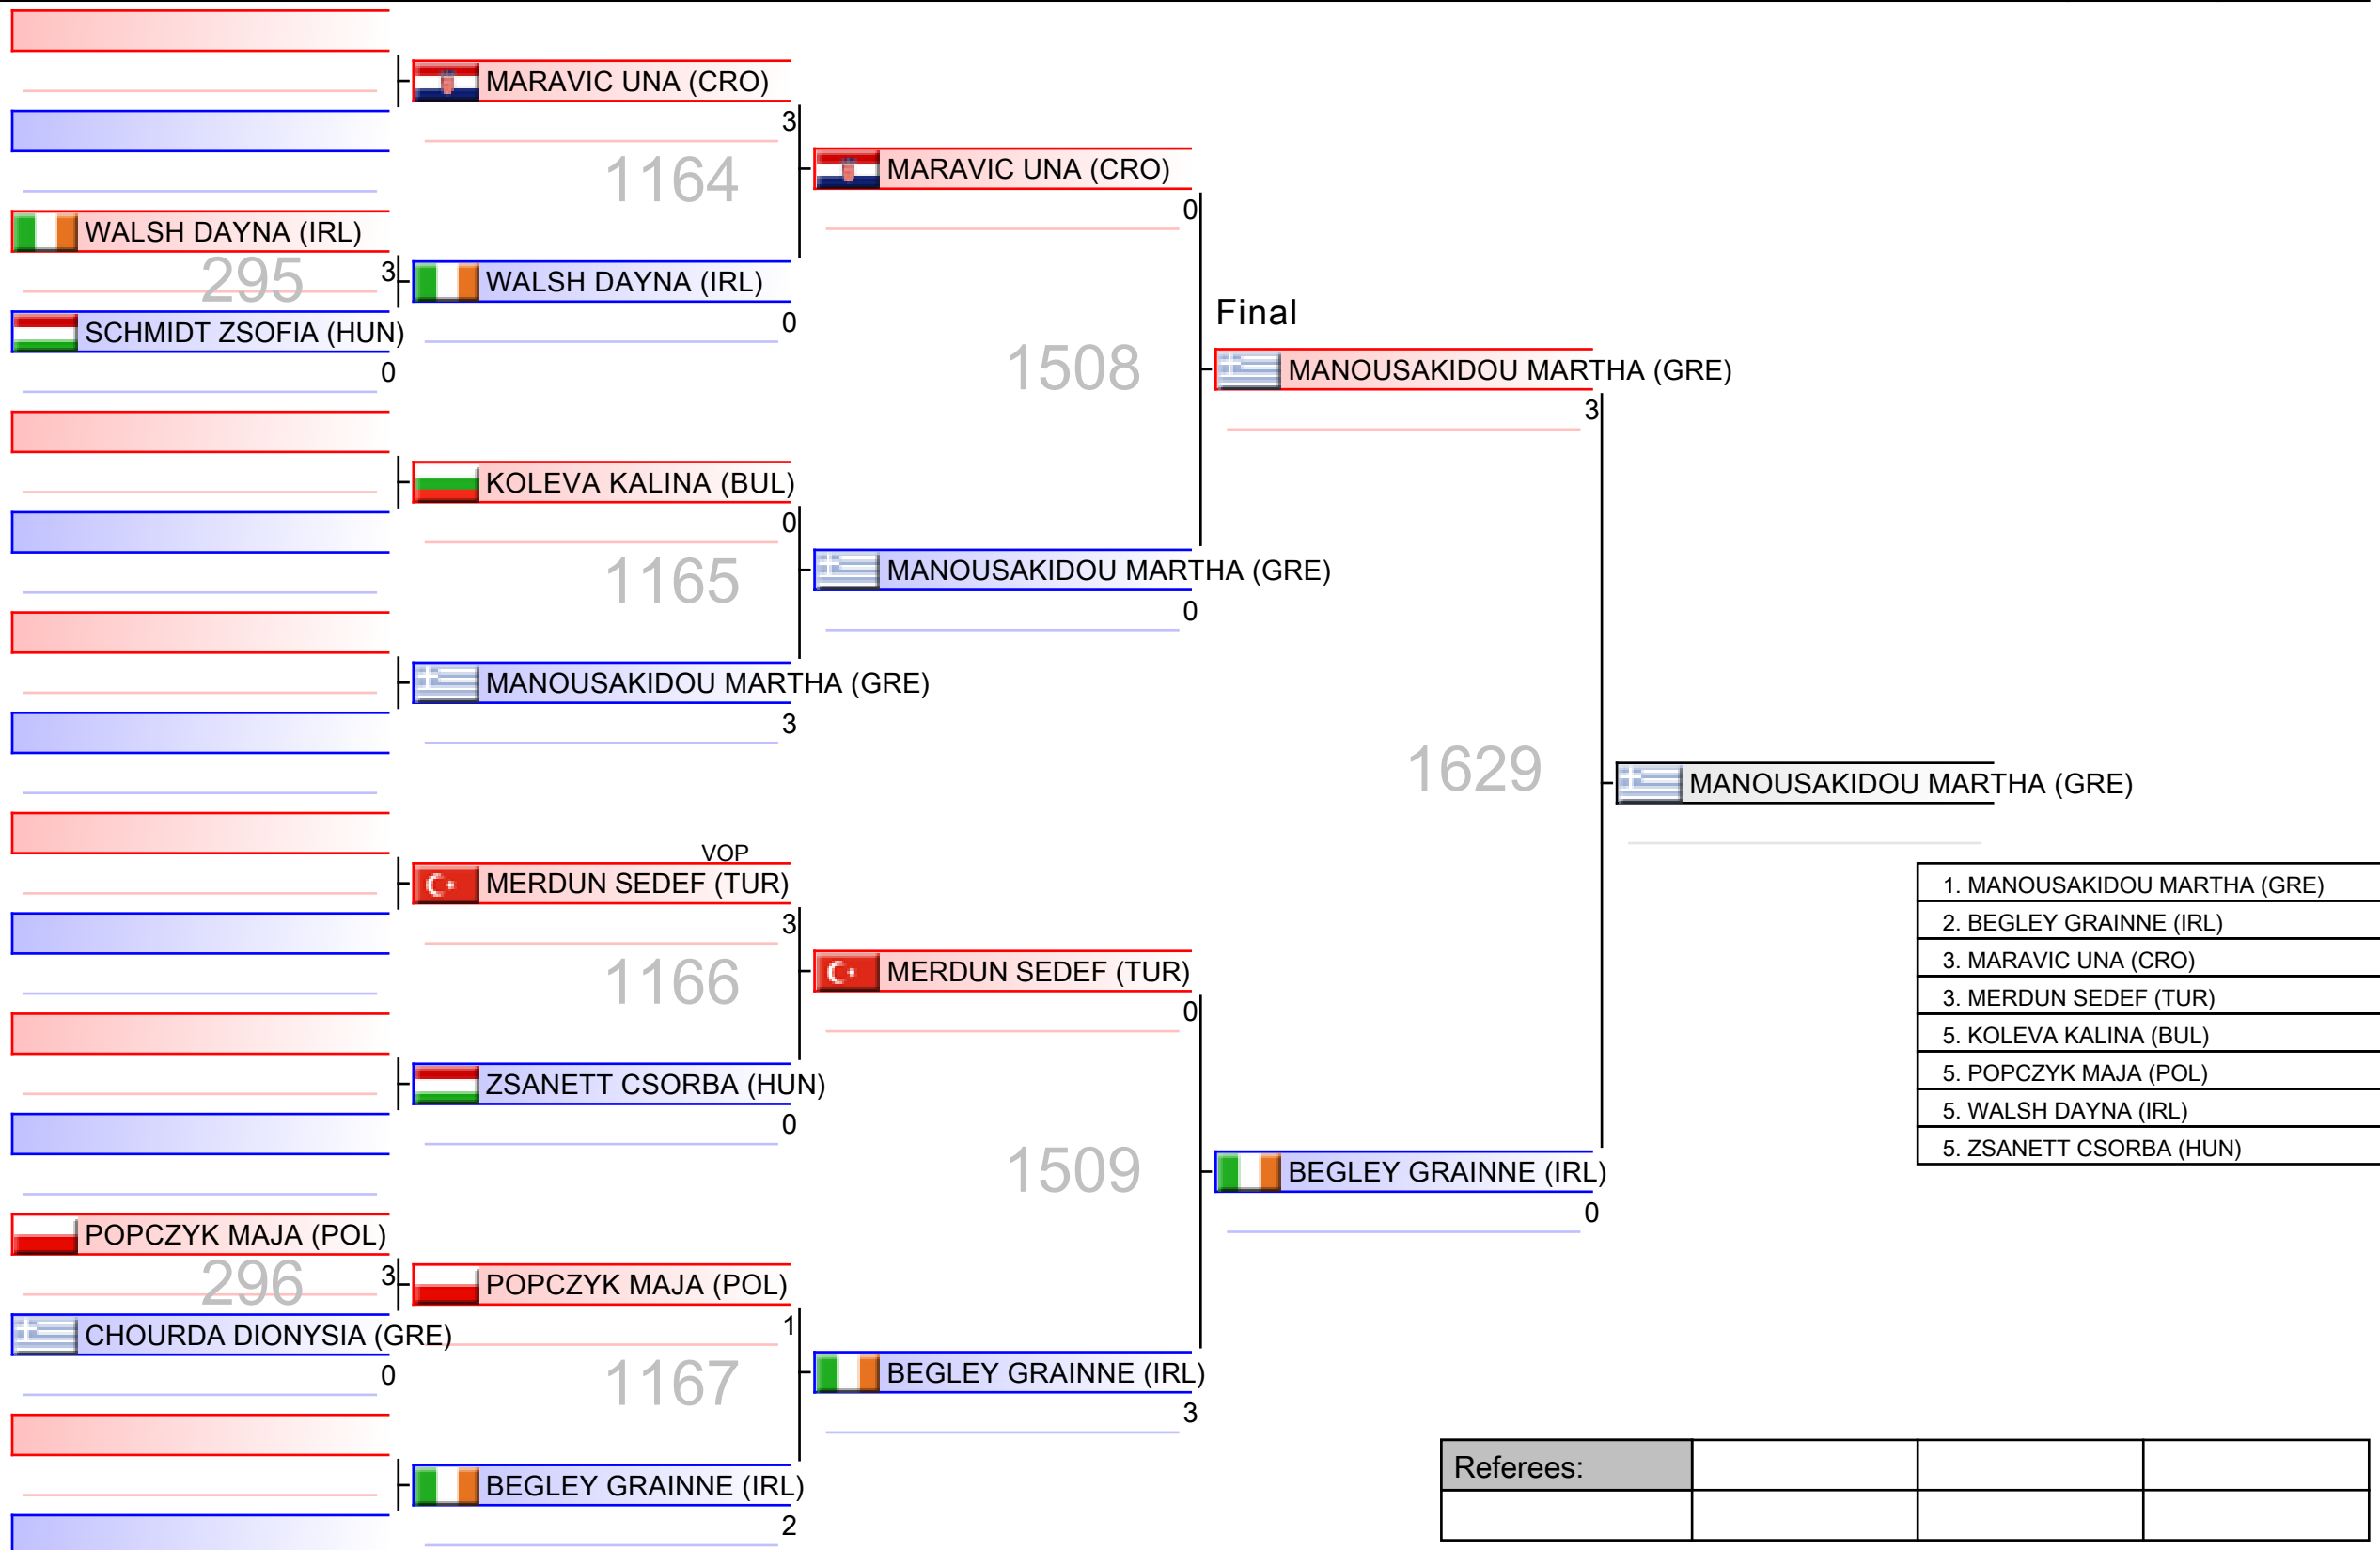 MARAVIC UNA (CRO)
3
1164
MARAVIC UNA (CRO)
0
WALSH DAYNA (IRL)
295
3
WALSH DAYNA (IRL)
0
SCHMIDT ZSOFIA (HUN)
0
1508
Final
MANOUSAKIDOU MARTHA (GRE)
3
KOLEVA KALINA (BUL)
0
1165
MANOUSAKIDOU MARTHA (GRE)
0
MANOUSAKIDOU MARTHA (GRE)
3
1629
MANOUSAKIDOU MARTHA (GRE)
VOP
MERDUN SEDEF (TUR)
3
1166
MERDUN SEDEF (TUR)
0
ZSANETT CSORBA (HUN)
0
1509
BEGLEY GRAINNE (IRL)
0
POPCZYK MAJA (POL)
296
3
POPCZYK MAJA (POL)
1
CHOURDA DIONYSIA (GRE)
0
1167
BEGLEY GRAINNE (IRL)
3
BEGLEY GRAINNE (IRL)
2
1. MANOUSAKIDOU MARTHA (GRE)
2. BEGLEY GRAINNE (IRL)
3. MARAVIC UNA (CRO)
3. MERDUN SEDEF (TUR)
5. KOLEVA KALINA (BUL)
5. POPCZYK MAJA (POL)
5. WALSH DAYNA (IRL)
5. ZSANETT CSORBA (HUN)
Referees: